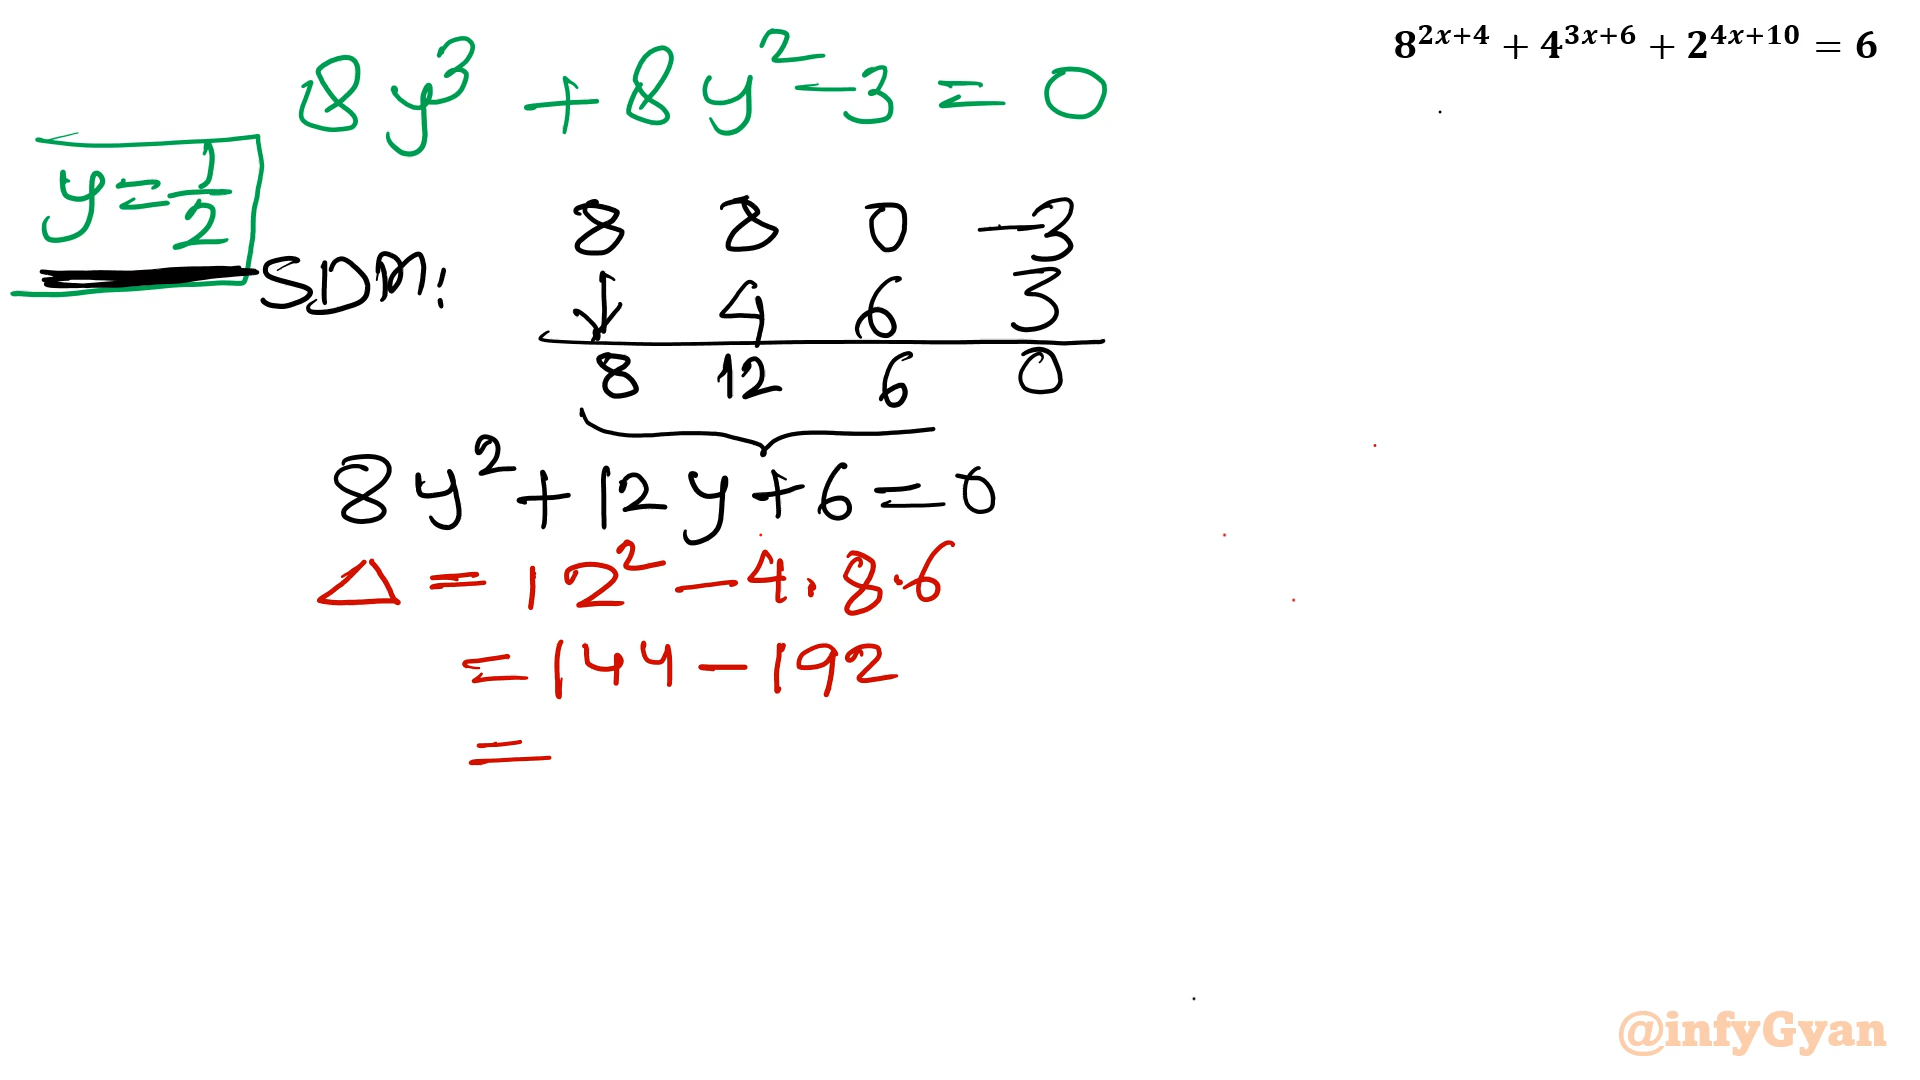 8^{2x+4} + 4^{3x+6} + 2^{4x+10} = 6
8y³ + 8y² - 3 = 0
y = 1/2
SDM:
8 8 0 -3
↓ 4 6 3
8 12 6 0
8y² + 12y + 6 = 0
Δ = 12² - 4.8.6
= 144 - 192
=
@infyGyan